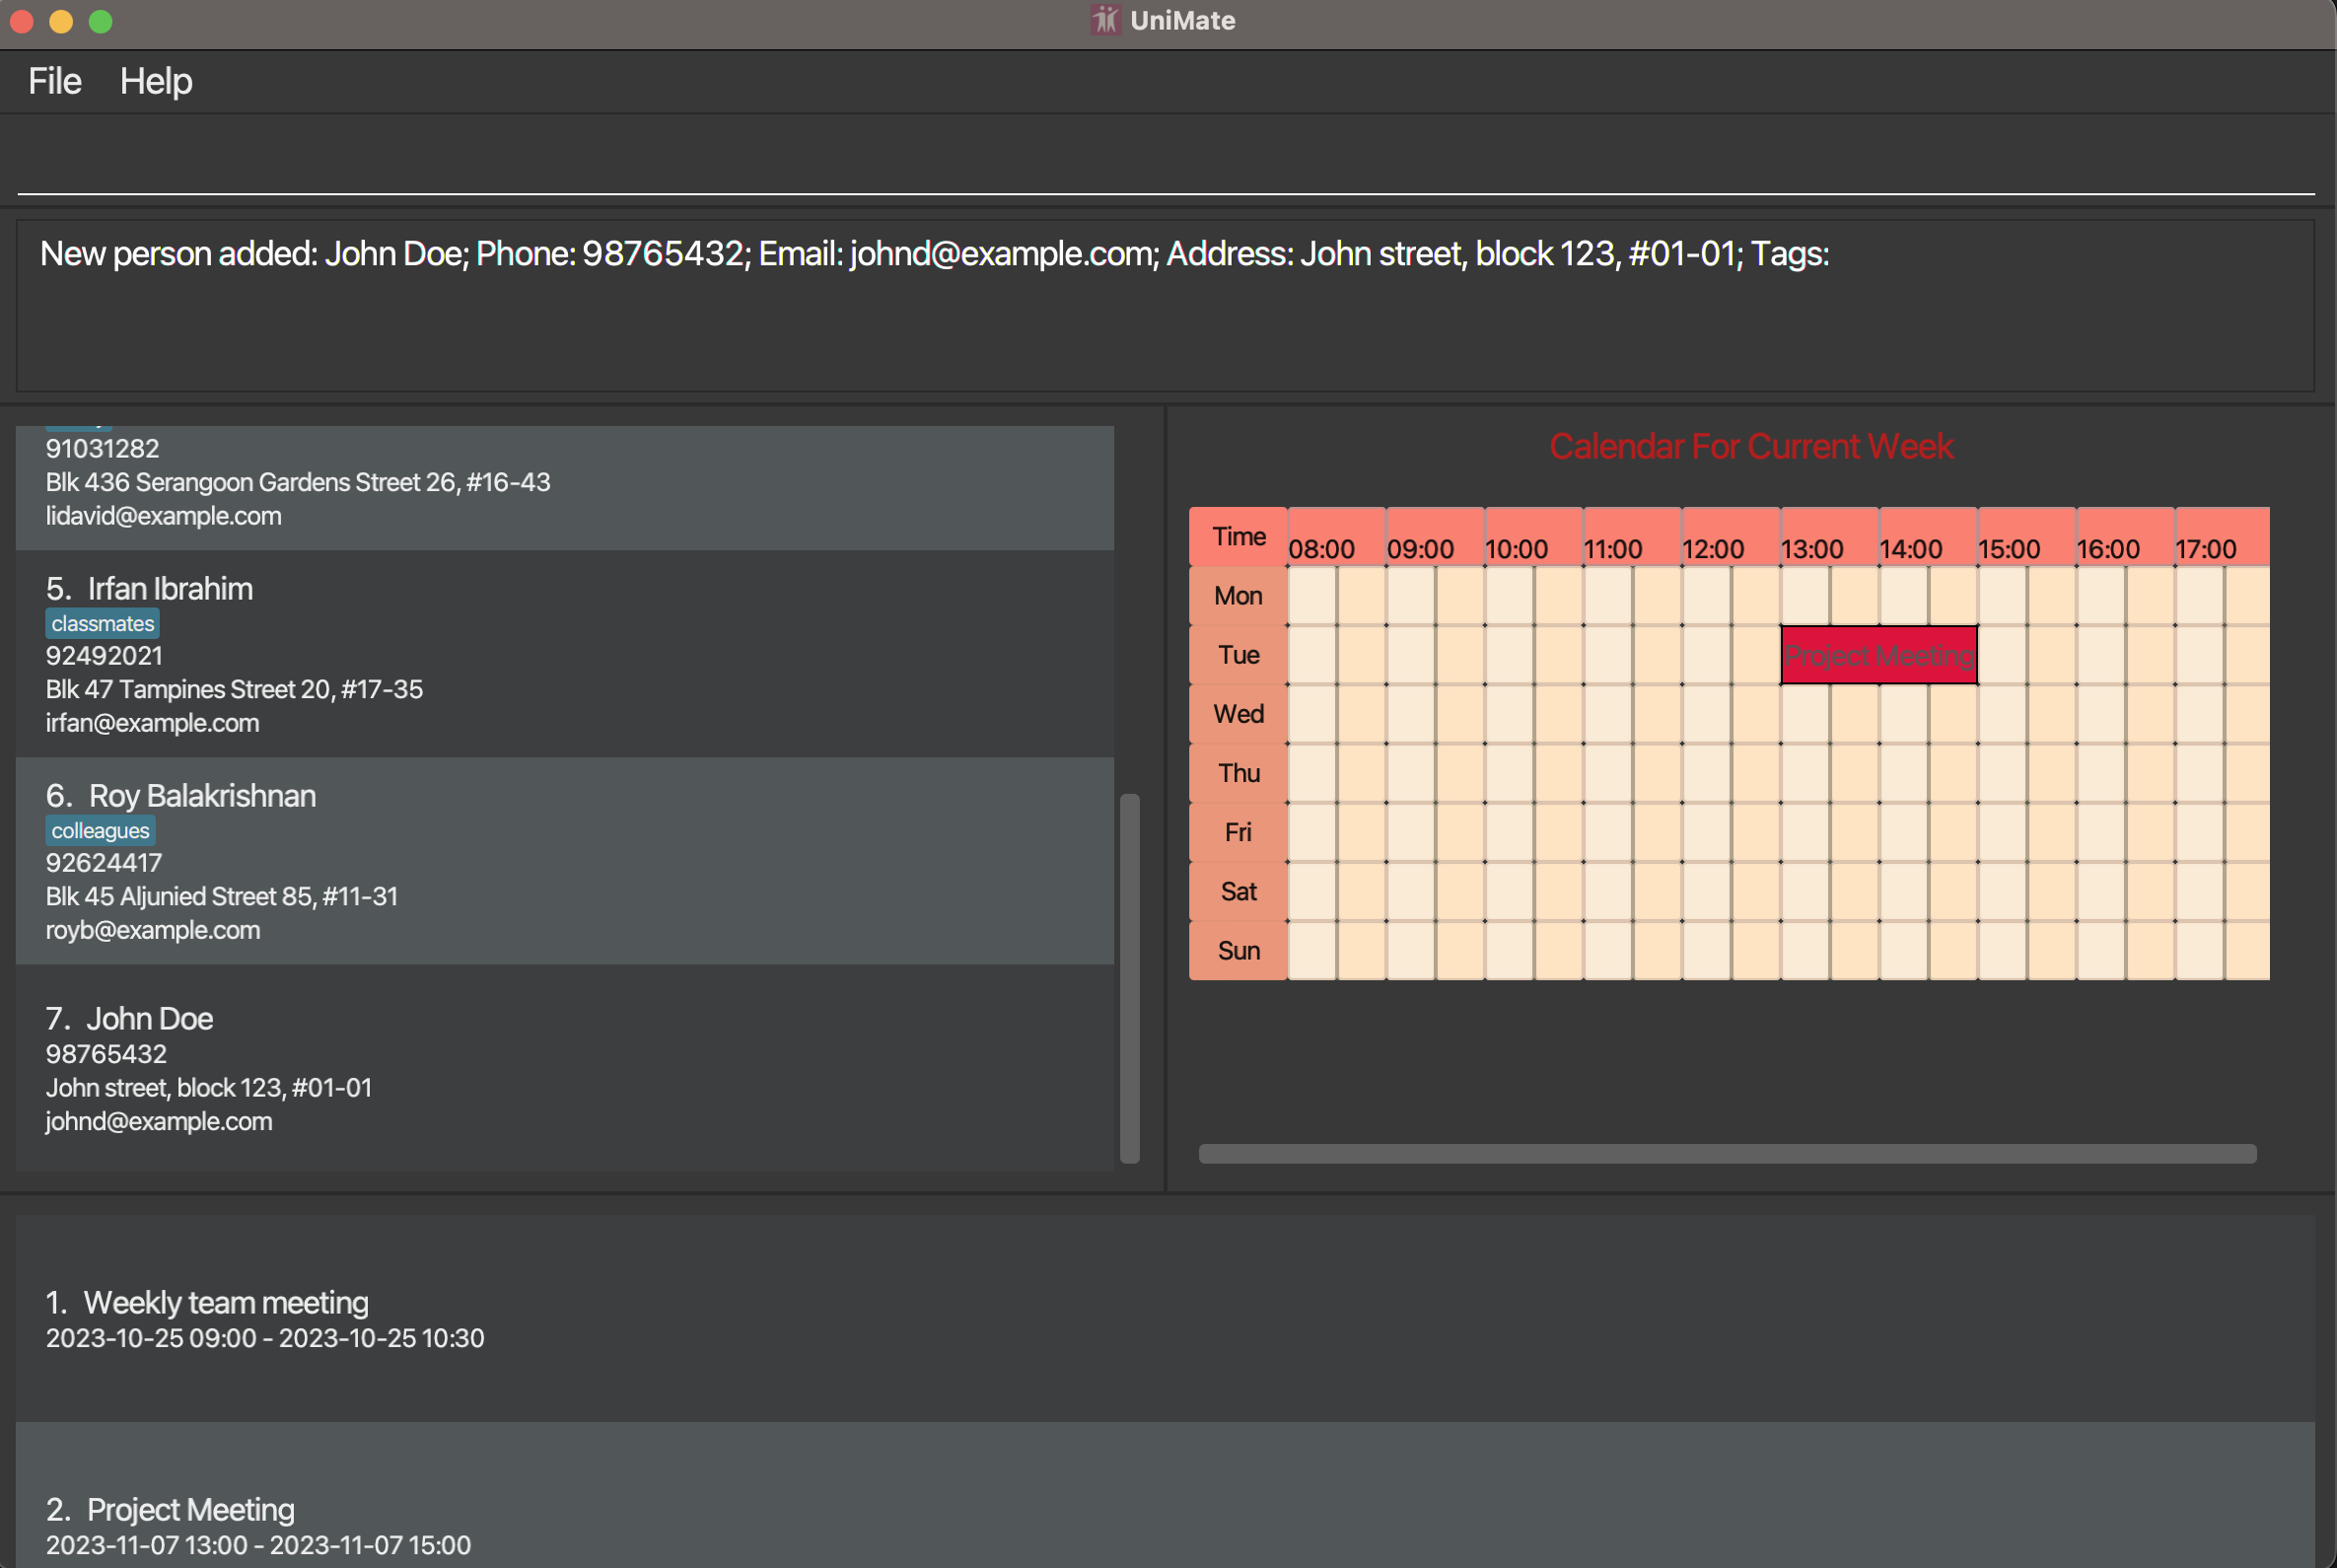 UniMate
File Help
New person added: John Doe; Phone: 98765432; Email: johnd@example.com; Address: John street, block 123, #01-01; Tags:
91031282
Blk 436 Serangoon Gardens Street 26, #16-43
lidavid@example.com
5. Irfan Ibrahim
classmates
92492021
Blk 47 Tampines Street 20, #17-35
irfan@example.com
6. Roy Balakrishnan
colleagues
92624417
Blk 45 Aljunied Street 85, #11-31
royb@example.com
7. John Doe
98765432
John street, block 123, #01-01
johnd@example.com
Calendar For Current Week
Time 08:00 09:00 10:00 11:00 12:00 13:00 14:00 15:00 16:00 17:00
Mon
Tue Project Meeting
Wed
Thu
Fri
Sat
Sun
1. Weekly team meeting
2023-10-25 09:00 - 2023-10-25 10:30
2. Project Meeting
2023-11-07 13:00 - 2023-11-07 15:00